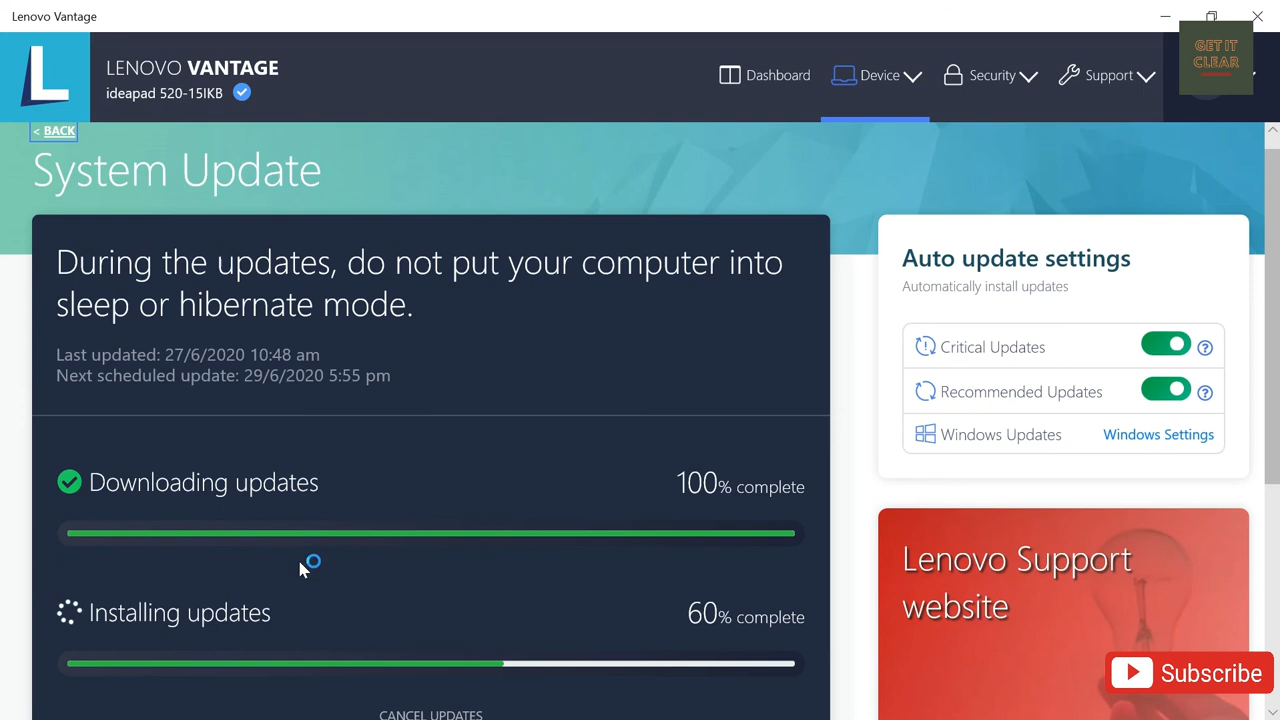 Lenovo Vantage
GET IT
CLEAR
L
LENOVO VANTAGE
ideapad 520-15IKB
Dashboard
Device
Security
Support
< BACK
System Update
During the updates, do not put your computer into
sleep or hibernate mode.
Last updated: 27/6/2020 10:48 am
Next scheduled update: 29/6/2020 5:55 pm
Downloading updates
100% complete
Installing updates
60% complete
CANCEL UPDATES
Auto update settings
Automatically install updates
Critical Updates
?
Recommended Updates
?
Windows Updates
Windows Settings
Lenovo Support
website
Subscribe